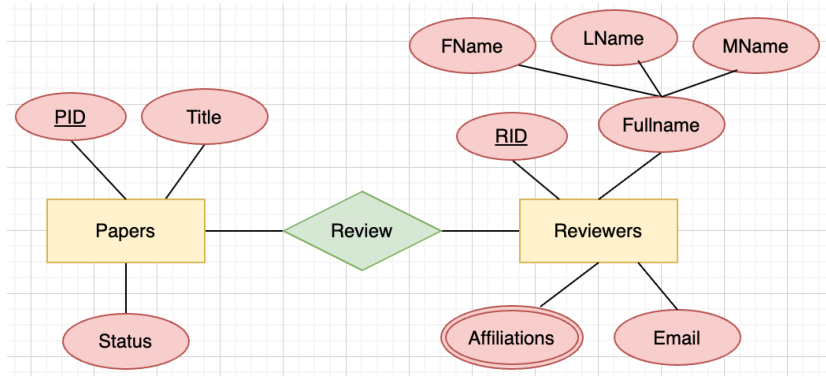 FName
LName
MName
PID
Title
RID
Fullname
Papers
Review
Reviewers
Status
Affiliations
Email